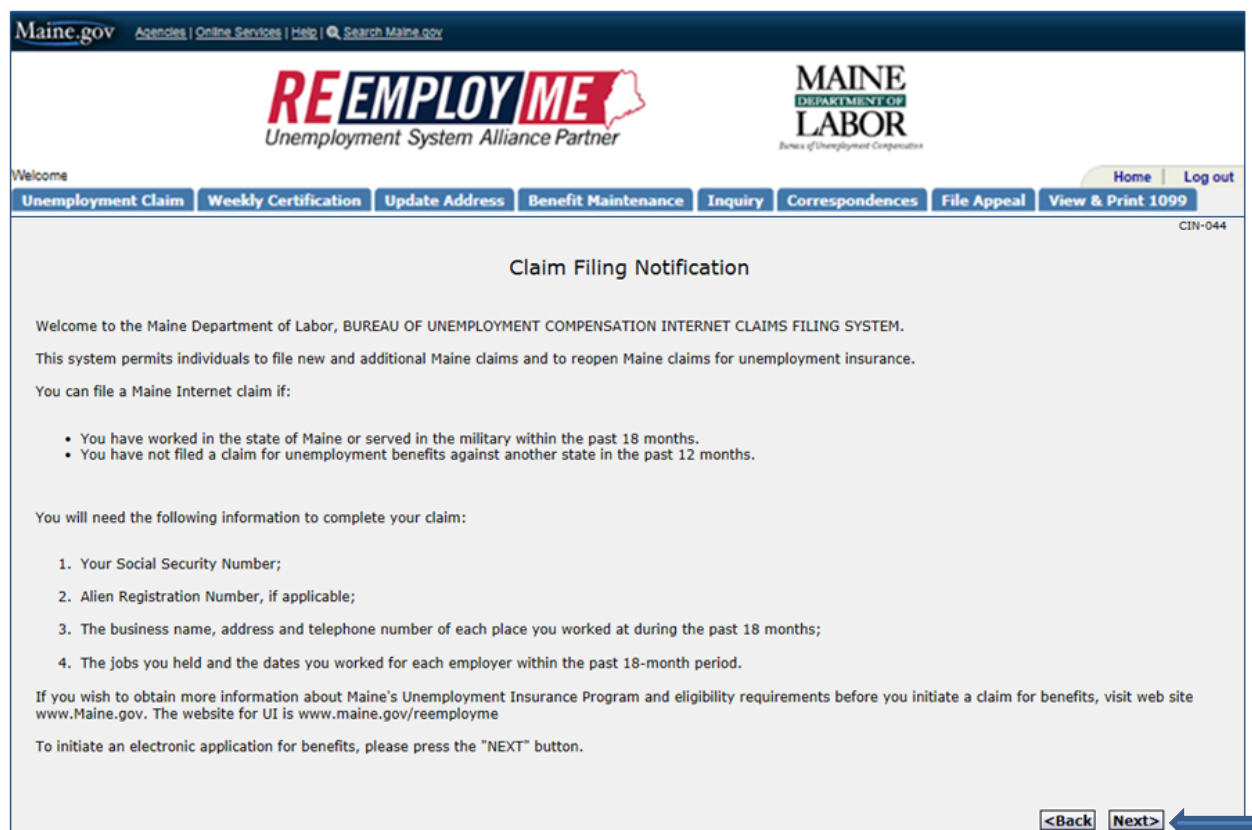 Maine.gov Agencies | Online Services | Help | Search Maine.gov
REEMPLOYME
Unemployment System Alliance Partner
MAINE
DEPARTMENT OF
LABOR
Bureau of Unemployment Compensation
Welcome
Home | Log out
Unemployment Claim Weekly Certification Update Address Benefit Maintenance Inquiry Correspondences File Appeal View & Print 1099
CIN-044
Claim Filing Notification
Welcome to the Maine Department of Labor, BUREAU OF UNEMPLOYMENT COMPENSATION INTERNET CLAIMS FILING SYSTEM.
This system permits individuals to file new and additional Maine claims and to reopen Maine claims for unemployment insurance.
You can file a Maine Internet claim if:
• You have worked in the state of Maine or served in the military within the past 18 months.
• You have not filed a claim for unemployment benefits against another state in the past 12 months.
You will need the following information to complete your claim:
1. Your Social Security Number;
2. Alien Registration Number, if applicable;
3. The business name, address and telephone number of each place you worked at during the past 18 months;
4. The jobs you held and the dates you worked for each employer within the past 18-month period.
If you wish to obtain more information about Maine's Unemployment Insurance Program and eligibility requirements before you initiate a claim for benefits, visit web site
www.Maine.gov. The website for UI is www.maine.gov/reemployme
To initiate an electronic application for benefits, please press the "NEXT" button.
<Back Next>